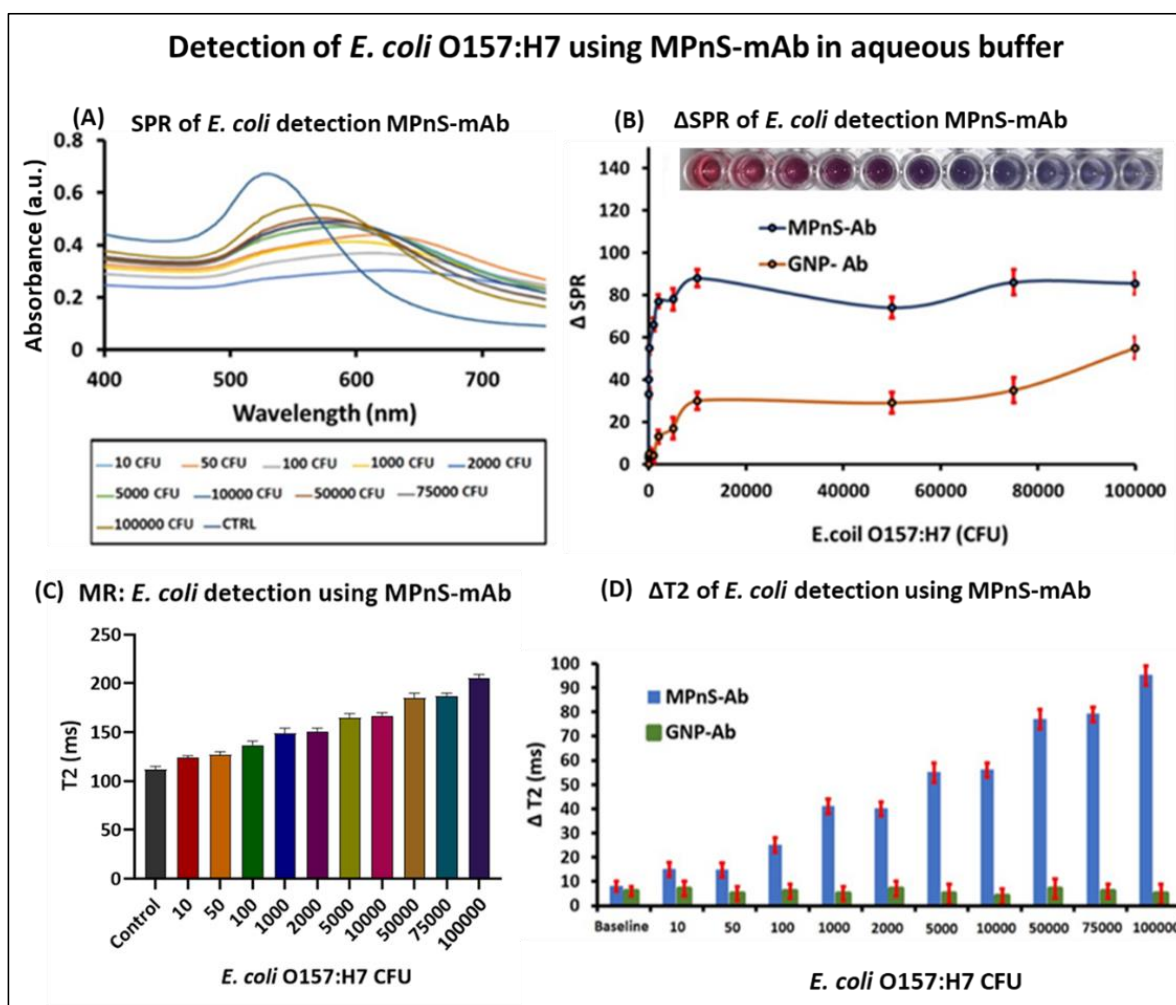 Detection of E. coli O157:H7 using MPnS-mAb in aqueous buffer
(A) SPR of E. coli detection MPnS-mAb
0.8
0.6
0.4
0.2
0
Absorbance (a.u.)
400 500 600 700
Wavelength (nm)
10 CFU 50 CFU 100 CFU 1000 CFU 2000 CFU
5000 CFU 10000 CFU 50000 CFU 75000 CFU
100000 CFU CTRL
(B) ΔSPR of E. coli detection MPnS-mAb
140
120
100
80
60
40
20
0
Δ SPR
MPnS-Ab
GNP- Ab
0 20000 40000 60000 80000 100000
E.coil O157:H7 (CFU)
(C) MR: E. coli detection using MPnS-mAb
250
200
150
100
50
0
T2 (ms)
Control 10 50 100 1000 2000 5000 10000 50000 75000 100000
E. coli O157:H7 CFU
(D) ΔT2 of E. coli detection using MPnS-mAb
100
90
80
70
60
50
40
30
20
10
0
Δ T2 (ms)
MPnS-Ab
GNP-Ab
Baseline 10 50 100 1000 2000 5000 10000 50000 75000 100000
E. coli O157:H7 CFU